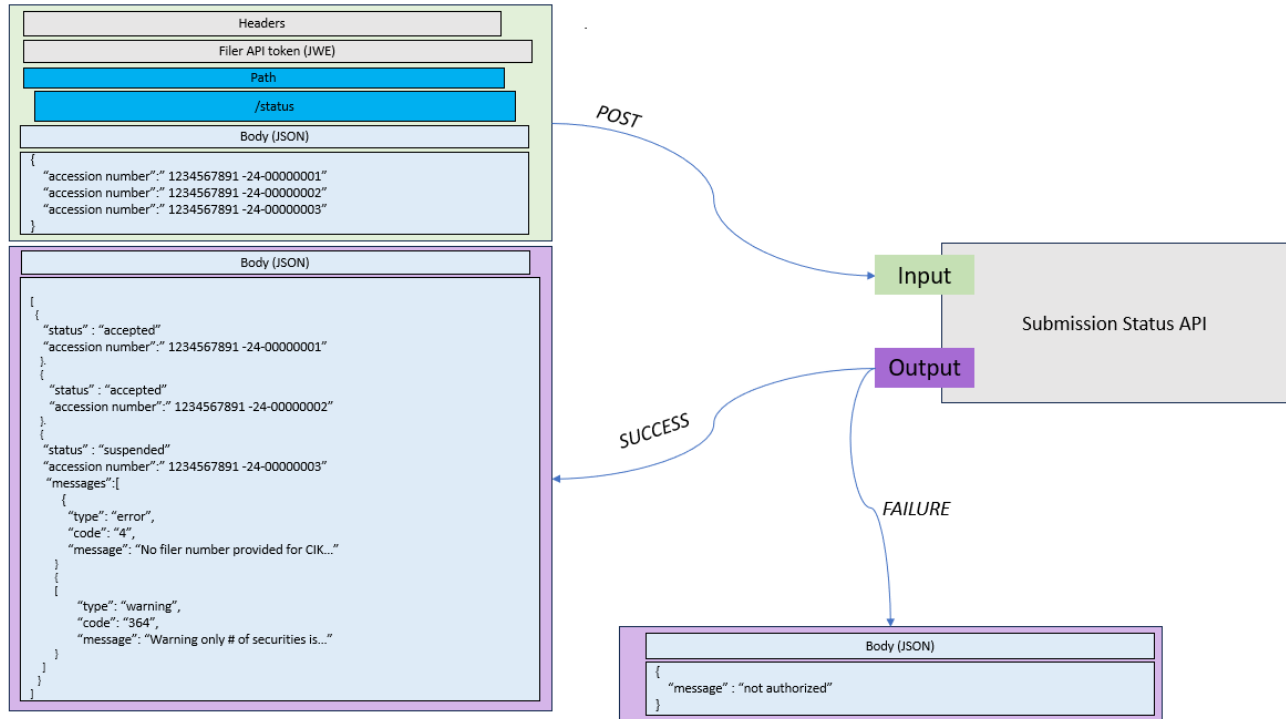 Headers
Filer API token (JWE)
Path
/status
Body (JSON)
{
“accession number”:” 1234567891 -24-00000001”
“accession number”:” 1234567891 -24-00000002”
“accession number”:” 1234567891 -24-00000003”
}
POST
Input
Submission Status API
Output
SUCCESS
FAILURE
Body (JSON)
[
{
“status” : “accepted”
“accession number”:” 1234567891 -24-00000001”
}.
{
“status” : “accepted”
“accession number”:” 1234567891 -24-00000002”
}.
{
“status” : “suspended”
“accession number”:” 1234567891 -24-00000003”
“messages”:[
{
“type”: “error”,
“code”: “4”,
“message”: “No filer number provided for CIK...”
}
{
[
“type”: “warning”,
“code”: “364”,
“message”: “Warning only # of securities is...”
}
]
}
]
Body (JSON)
{
“message” : “not authorized”
}